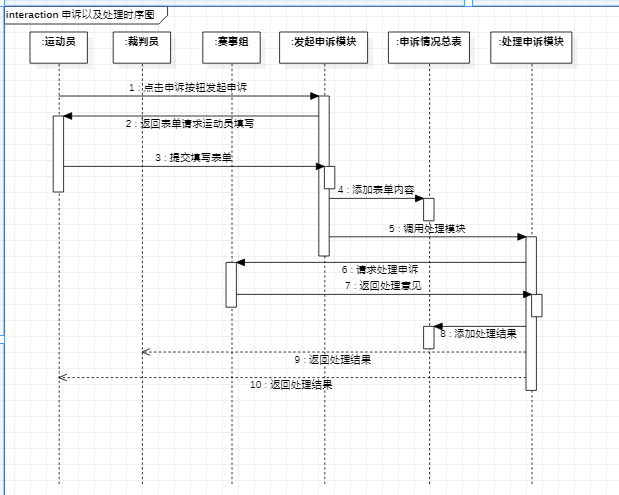 interaction 申诉以及处理时序图
:运动员
:裁判员
:赛事组
:发起申诉模块
:申诉情况总表
:处理申诉模块
1 : 点击申诉按钮发起申诉
2 : 返回表单请求运动员填写
3 : 提交填写表单
4 : 添加表单内容
5 : 调用处理模块
6 : 请求处理申诉
7 : 返回处理意见
8 : 添加处理结果
9 : 返回处理结果
10 : 返回处理结果